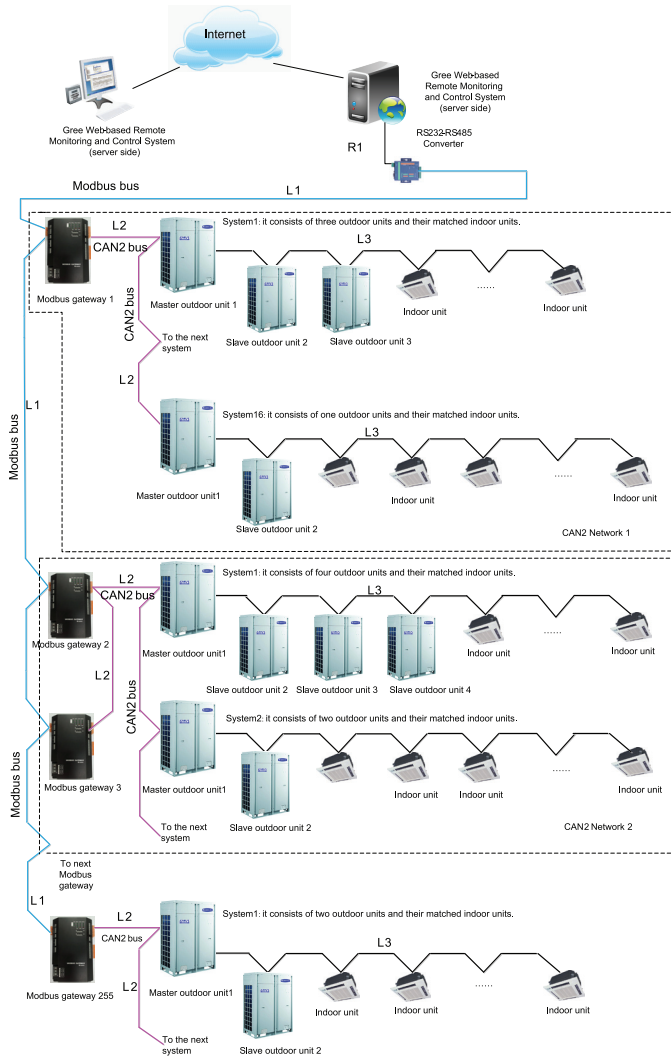 Internet
Gree Web-based
Remote Monitoring
and Control System
(server side)
Gree Web-based Remote
Monitoring and Control System
(server side)
R1
RS232-RS485
Converter
Modbus bus
L1
L2
CAN2 bus
System1: it consists of three outdoor units and their matched indoor units.
L3
Modbus gateway 1
Master outdoor unit 1
CAN2 bus
Slave outdoor unit 2
Slave outdoor unit 3
Indoor unit
......
Indoor unit
To the next
system
L2
L1
Modbus bus
System16: it consists of one outdoor units and their matched indoor units.
L3
Master outdoor unit1
Slave outdoor unit 2
Indoor unit
Indoor unit
......
Indoor unit
CAN2 Network 1
L2
CAN2 bus
System1: it consists of four outdoor units and their matched indoor units.
L3
Modbus gateway 2
Master outdoor unit1
Slave outdoor unit 2
Slave outdoor unit 3
Slave outdoor unit 4
Indoor unit
......
Indoor unit
L2
CAN2 bus
System2: it consists of two outdoor units and their matched indoor units.
Modbus bus
Modbus gateway 3
Master outdoor unit1
Slave outdoor unit 2
Indoor unit
Indoor unit
......
Indoor unit
To the next
system
CAN2 Network 2
To next
Modbus
gateway
L1
L2
CAN2 bus
System1: it consists of two outdoor units and their matched indoor units.
L3
L2
Modbus gateway 255
Master outdoor unit1
Slave outdoor unit 2
Indoor unit
Indoor unit
......
Indoor unit
To the next
system